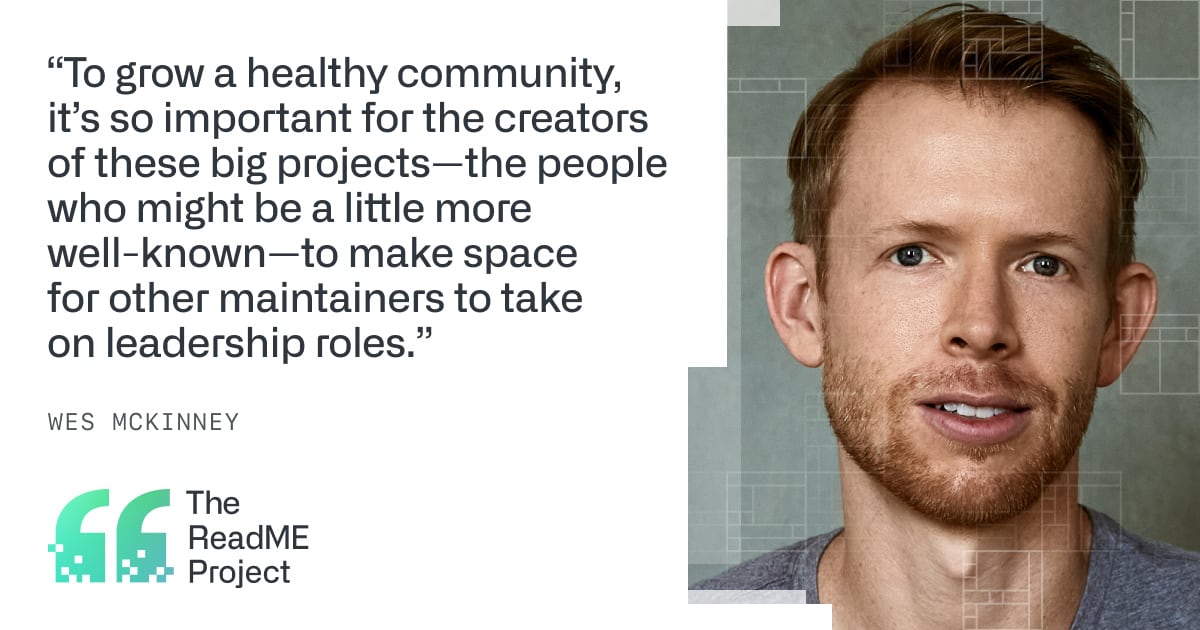 “To grow a healthy community,
it’s so important for the creators
of these big projects—the people
who might be a little more
well-known—to make space
for other maintainers to take
on leadership roles.”
WES MCKINNEY
The
ReadME
Project